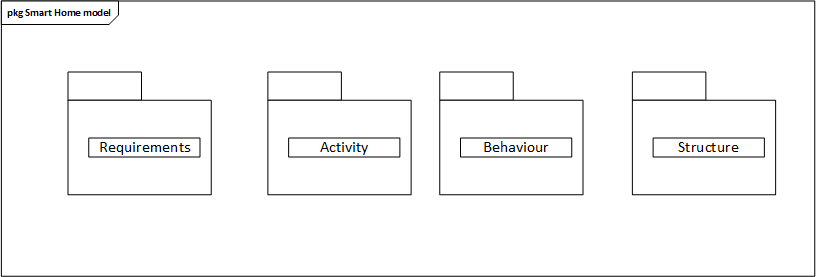 pkg Smart Home model
Requirements
Activity
Behaviour
Structure